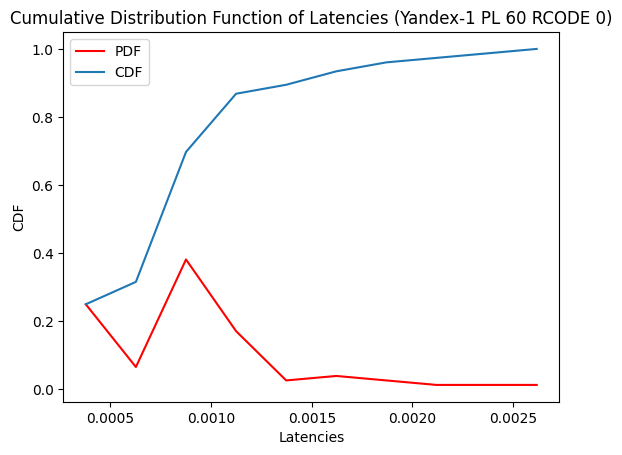 Cumulative Distribution Function of Latencies (Yandex-1 PL 60 RCODE 0)
PDF
CDF
1.0
0.8
0.6
0.4
0.2
0.0
CDF
0.0005 0.0010 0.0015 0.0020 0.0025
Latencies